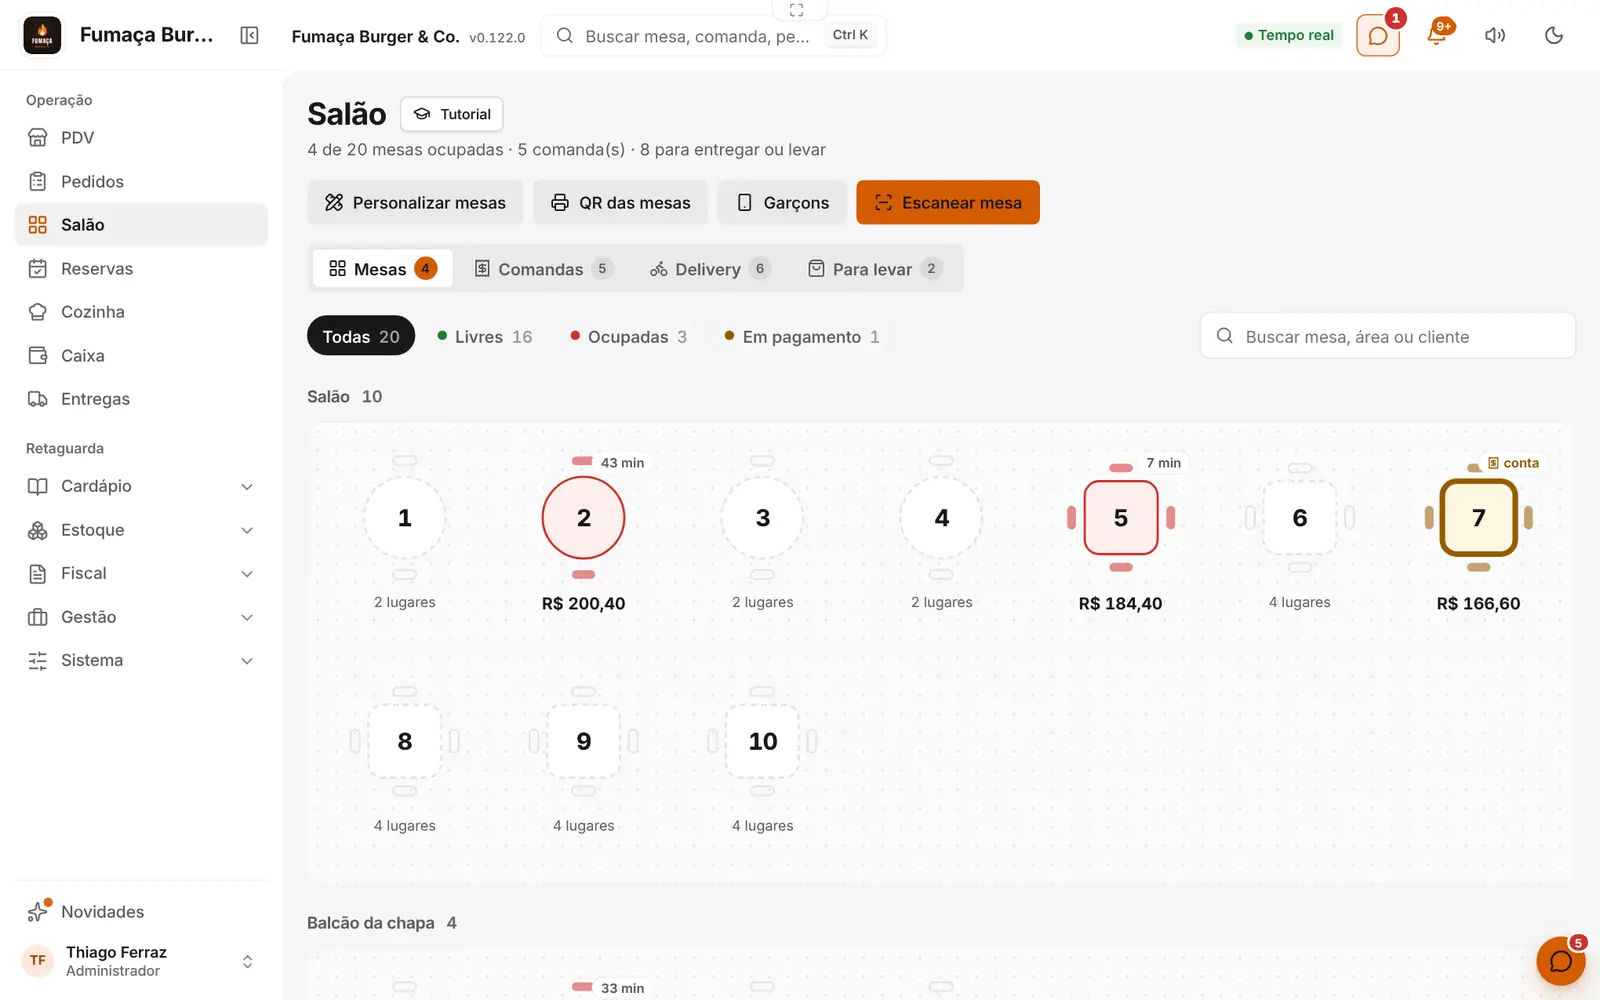 FUMAÇA
Fumaça Bur...
Fumaça Burger & Co. v0.122.0
Buscar mesa, comanda, pe...
Ctrl K
Tempo real
1
9+
Operação
PDV
Pedidos
Salão
Reservas
Cozinha
Caixa
Entregas
Retaguarda
Cardápio
Estoque
Fiscal
Gestão
Sistema
Novidades
TF
Thiago Ferraz
Administrador
Salão
Tutorial
4 de 20 mesas ocupadas · 5 comanda(s) · 8 para entregar ou levar
Personalizar mesas
QR das mesas
Garçons
Escanear mesa
Mesas 4
Comandas 5
Delivery 6
Para levar 2
Todas 20
Livres 16
Ocupadas 3
Em pagamento 1
Buscar mesa, área ou cliente
Salão 10
1
2 lugares
43 min
2
R$ 200,40
3
2 lugares
4
2 lugares
7 min
5
R$ 184,40
6
4 lugares
conta
7
R$ 166,60
8
4 lugares
9
4 lugares
10
4 lugares
Balcão da chapa 4
33 min
5